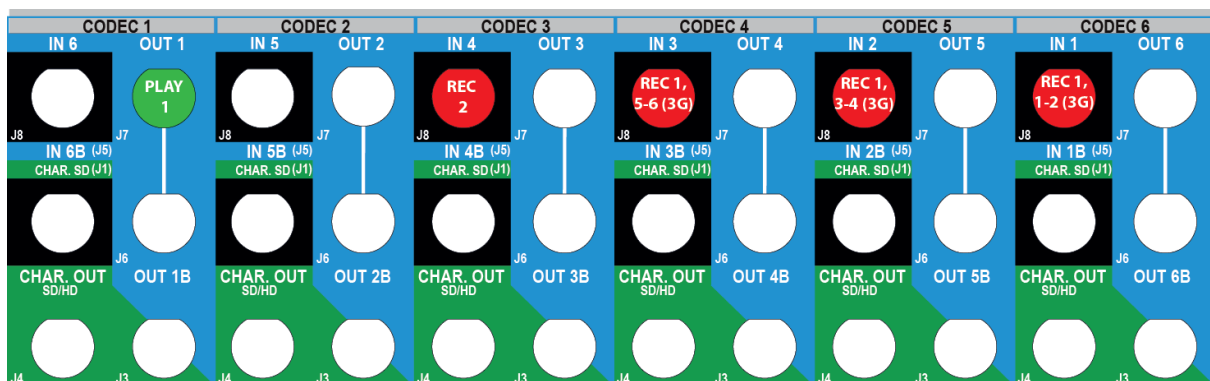 CODEC 1 CODEC 2 CODEC 3 CODEC 4 CODEC 5 CODEC 6
IN 6 OUT 1 IN 5 OUT 2 IN 4 OUT 3 IN 3 OUT 4 IN 2 OUT 5 IN 1 OUT 6
PLAY REC REC 1, REC 1, REC 1,
1 2 5-6 (3G) 3-4 (3G) 1-2 (3G)
J8 J7 J8 J7 J8 J7 J8 J7 J8 J7 J8 J7
IN 6B (J5) IN 5B (J5) IN 4B (J5) IN 3B (J5) IN 2B (J5) IN 1B (J5)
CHAR. SD (J1) CHAR. SD (J1) CHAR. SD (J1) CHAR. SD (J1) CHAR. SD (J1) CHAR. SD (J1)
J6 J6 J6 J6 J6 J6
CHAR. OUT OUT 1B CHAR. OUT OUT 2B CHAR. OUT OUT 3B CHAR. OUT OUT 4B CHAR. OUT OUT 5B CHAR. OUT OUT 6B
SD/HD SD/HD SD/HD SD/HD SD/HD SD/HD
J4 J3 J4 J3 J4 J3 J4 J3 J4 J3 J4 J3